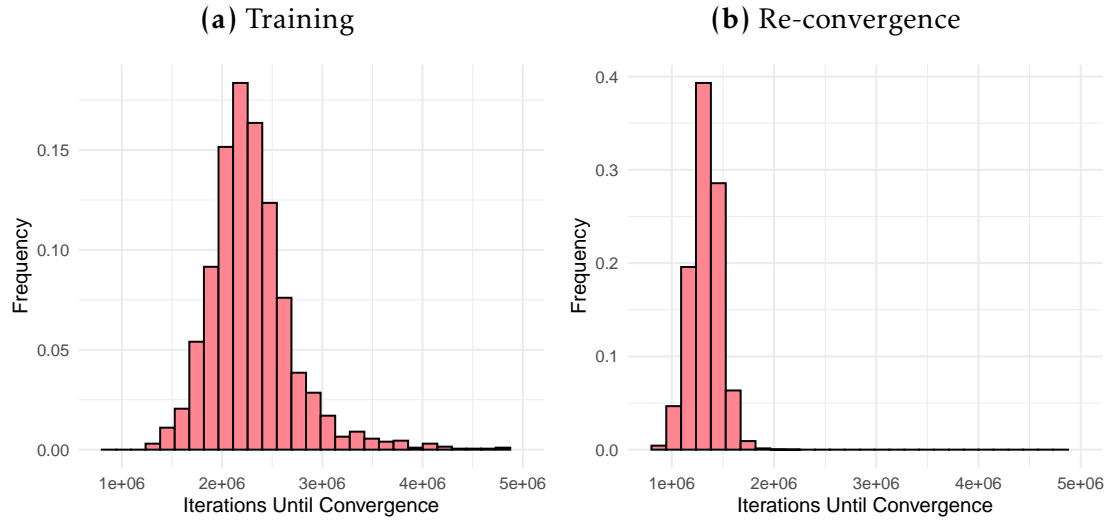 (a) Training
(b) Re-convergence
Frequency
0.15
0.10
0.05
0.00
1e+06 2e+06 3e+06 4e+06 5e+06
Iterations Until Convergence
Frequency
0.4
0.3
0.2
0.1
0.0
1e+06 2e+06 3e+06 4e+06 5e+06
Iterations Until Convergence